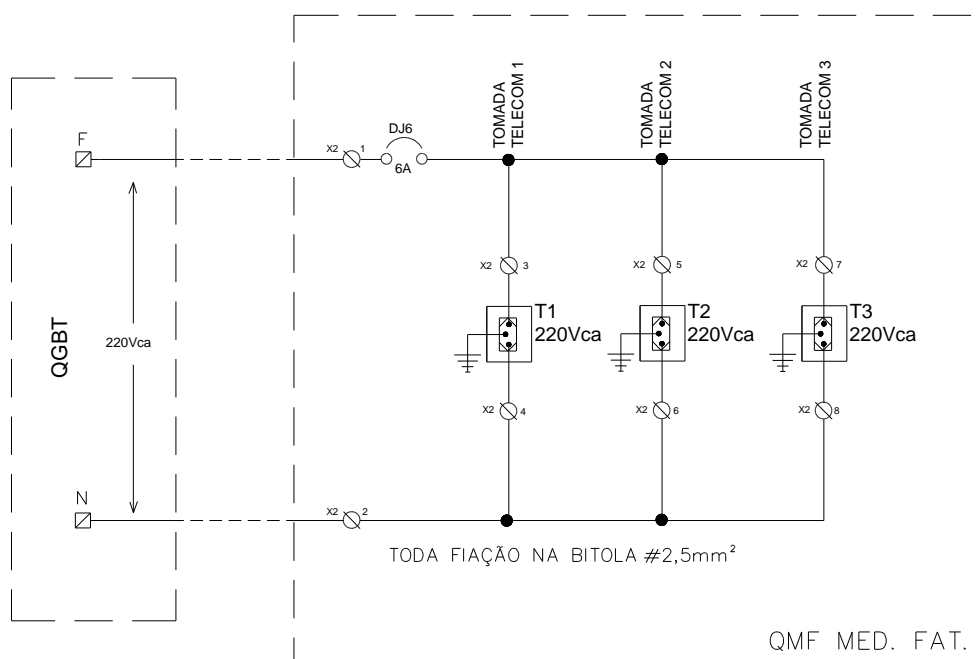 TOMADA
TELECOM 1
TOMADA
TELECOM 2
TOMADA
TELECOM 3
F
X2 1
DJ6
6A
X2 3
X2 5
X2 7
T1
220Vca
T2
220Vca
T3
220Vca
QGBT
220Vca
X2 4
X2 6
X2 8
N
X2 2
TODA FIAÇÃO NA BITOLA #2,5mm²
QMF MED. FAT.